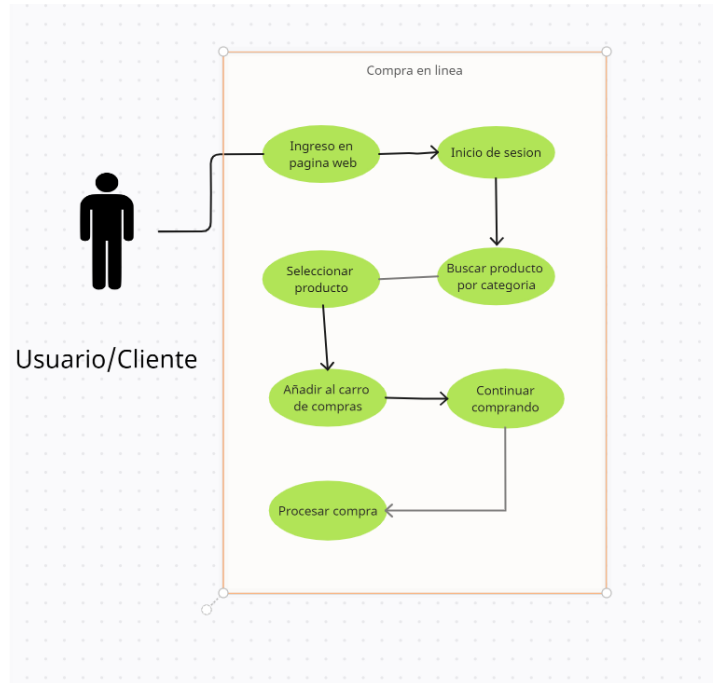 Compra en linea
Ingreso en
pagina web
Inicio de sesion
Seleccionar
producto
Buscar producto
por categoria
Usuario/Cliente
Añadir al carro
de compras
Continuar
comprando
Procesar compra